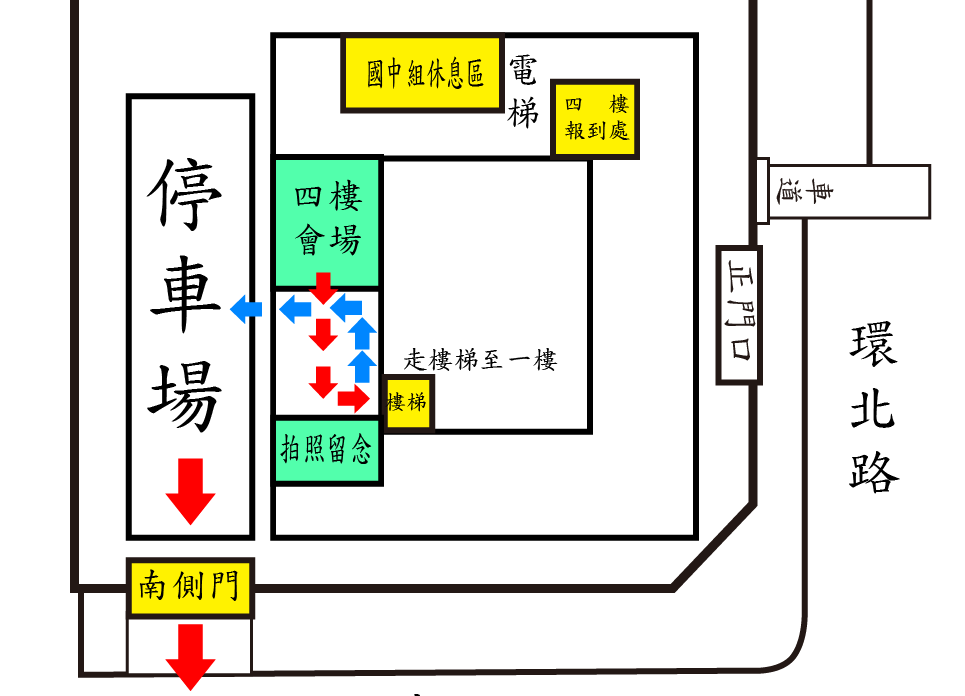 國中組休息區
電梯
四樓
報到處
停車場
四樓
會場
車道
正門口
環北路
走樓梯至一樓
樓梯
拍照留念
南側門